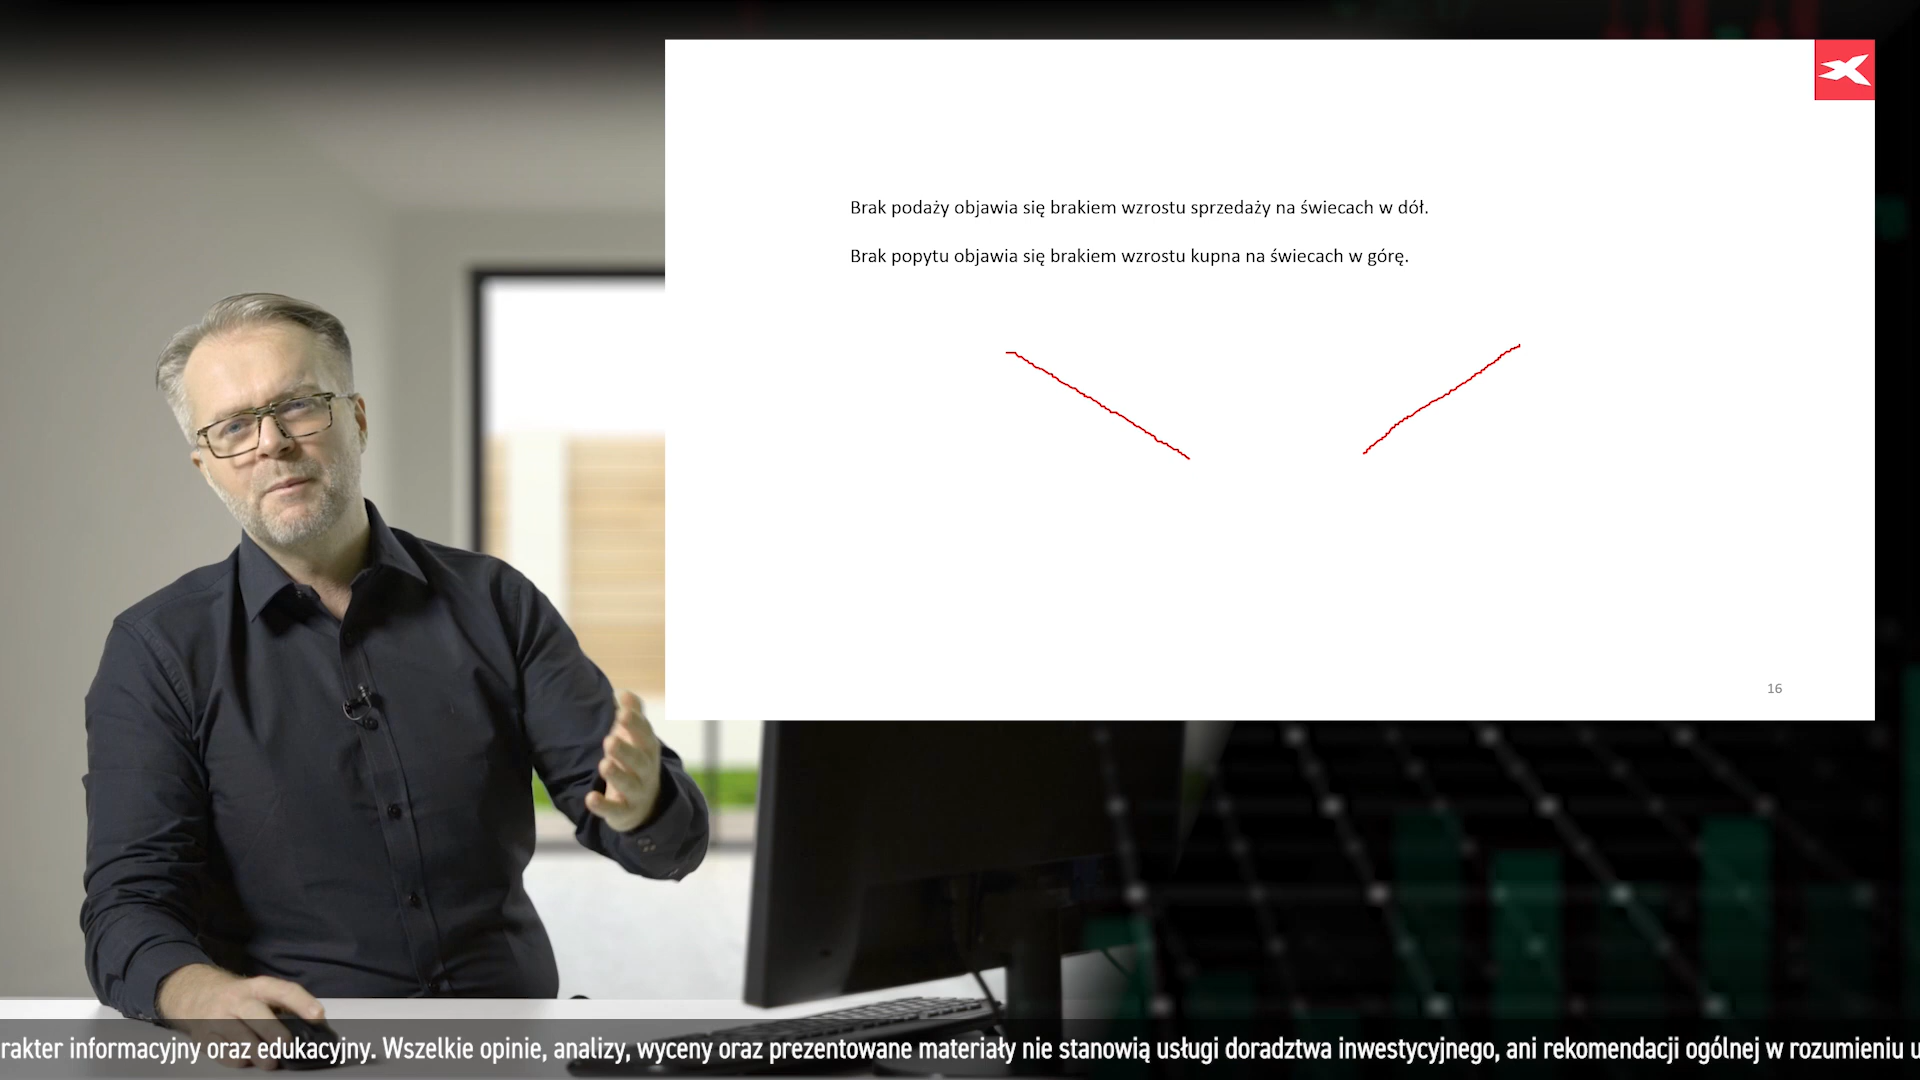 Brak podaży objawia się brakiem wzrostu sprzedaży na świecach w dół.
Brak popytu objawia się brakiem wzrostu kupna na świecach w górę.
16
rakter informacyjny oraz edukacyjny. Wszelkie opinie, analizy, wyceny oraz prezentowane materiały nie stanowią usługi doradztwa inwestycyjnego, ani rekomendacji ogólnej w rozumieniu u